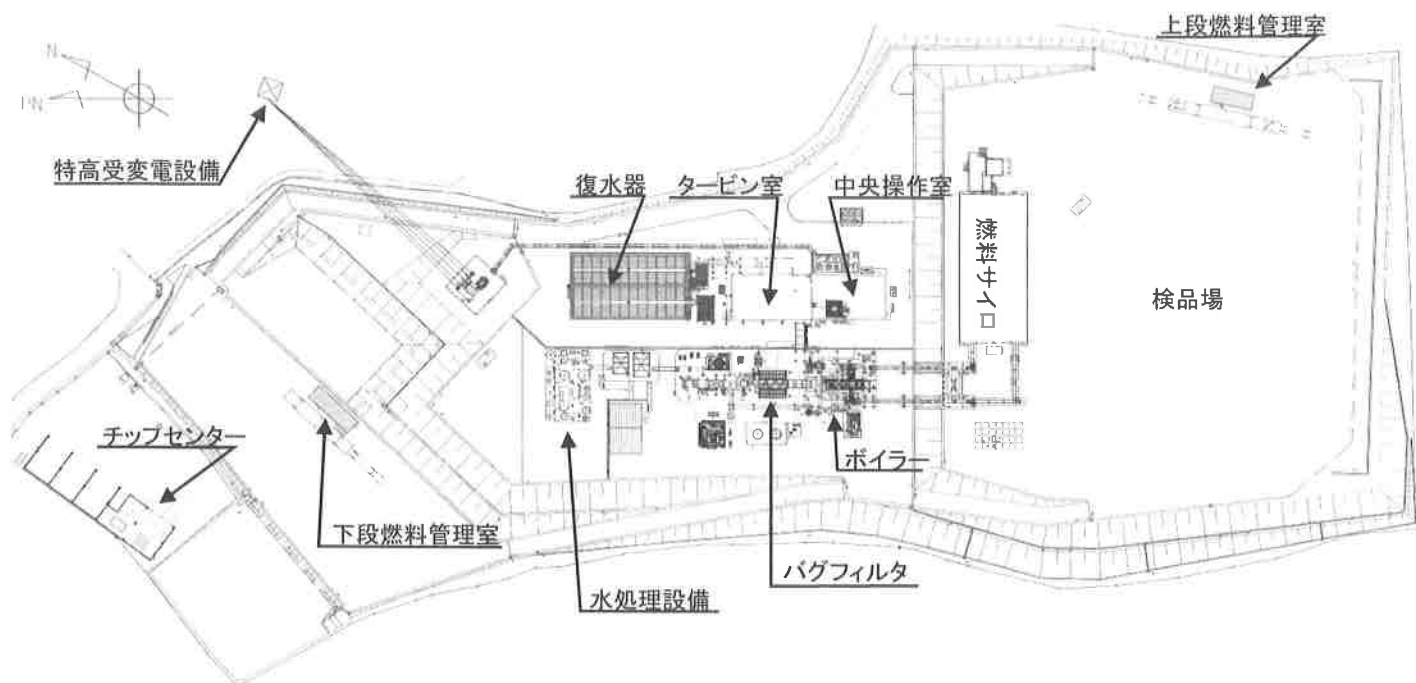 上段燃料管理室
N
PN
特高受変電設備
復水器
タービン室
中央操作室
燃料サイロ
検品場
チップセンター
下段燃料管理室
ボイラー
バグフィルタ
水処理設備